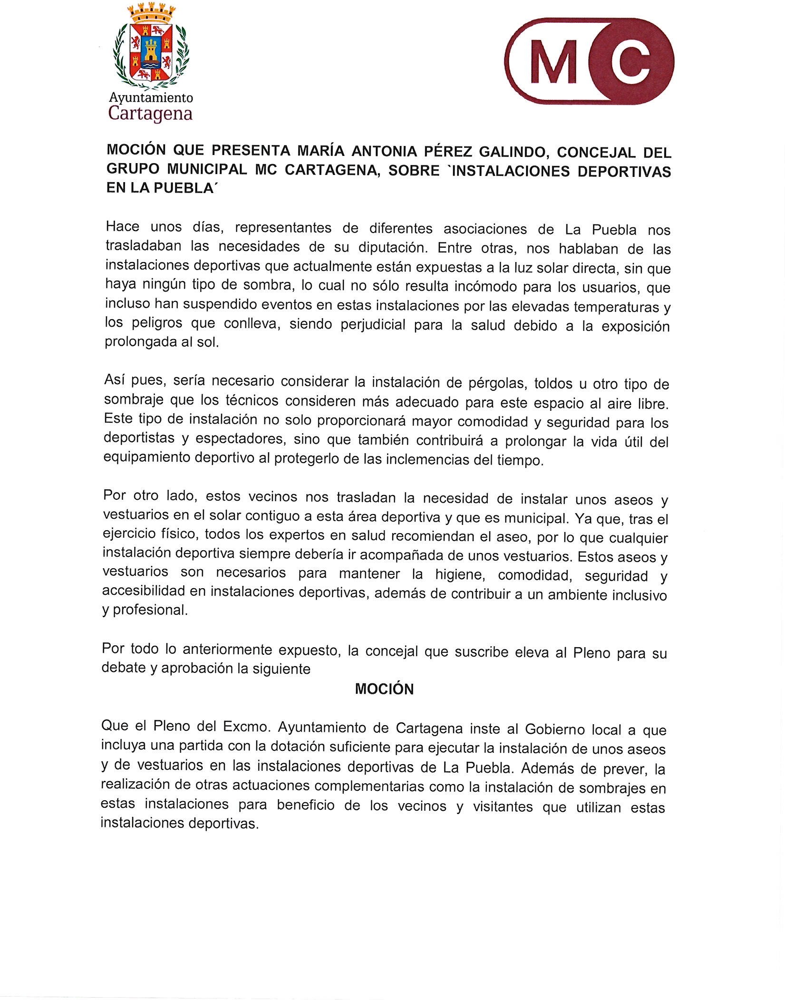 Ayuntamiento
Cartagena
MC
MOCIÓN QUE PRESENTA MARÍA ANTONIA PÉREZ GALINDO, CONCEJAL DEL
GRUPO MUNICIPAL MC CARTAGENA, SOBRE `INSTALACIONES DEPORTIVAS
EN LA PUEBLA´
Hace unos días, representantes de diferentes asociaciones de La Puebla nos
trasladaban las necesidades de su diputación. Entre otras, nos hablaban de las
instalaciones deportivas que actualmente están expuestas a la luz solar directa, sin que
haya ningún tipo de sombra, lo cual no sólo resulta incómodo para los usuarios, que
incluso han suspendido eventos en estas instalaciones por las elevadas temperaturas y
los peligros que conlleva, siendo perjudicial para la salud debido a la exposición
prolongada al sol.
Así pues, sería necesario considerar la instalación de pérgolas, toldos u otro tipo de
sombraje que los técnicos consideren más adecuado para este espacio al aire libre.
Este tipo de instalación no solo proporcionará mayor comodidad y seguridad para los
deportistas y espectadores, sino que también contribuirá a prolongar la vida útil del
equipamiento deportivo al protegerlo de las inclemencias del tiempo.
Por otro lado, estos vecinos nos trasladan la necesidad de instalar unos aseos y
vestuarios en el solar contiguo a esta área deportiva y que es municipal. Ya que, tras el
ejercicio físico, todos los expertos en salud recomiendan el aseo, por lo que cualquier
instalación deportiva siempre debería ir acompañada de unos vestuarios. Estos aseos y
vestuarios son necesarios para mantener la higiene, comodidad, seguridad y
accesibilidad en instalaciones deportivas, además de contribuir a un ambiente inclusivo
y profesional.
Por todo lo anteriormente expuesto, la concejal que suscribe eleva al Pleno para su
debate y aprobación la siguiente
MOCIÓN
Que el Pleno del Excmo. Ayuntamiento de Cartagena inste al Gobierno local a que
incluya una partida con la dotación suficiente para ejecutar la instalación de unos aseos
y de vestuarios en las instalaciones deportivas de La Puebla. Además de prever, la
realización de otras actuaciones complementarias como la instalación de sombrajes en
estas instalaciones para beneficio de los vecinos y visitantes que utilizan estas
instalaciones deportivas.